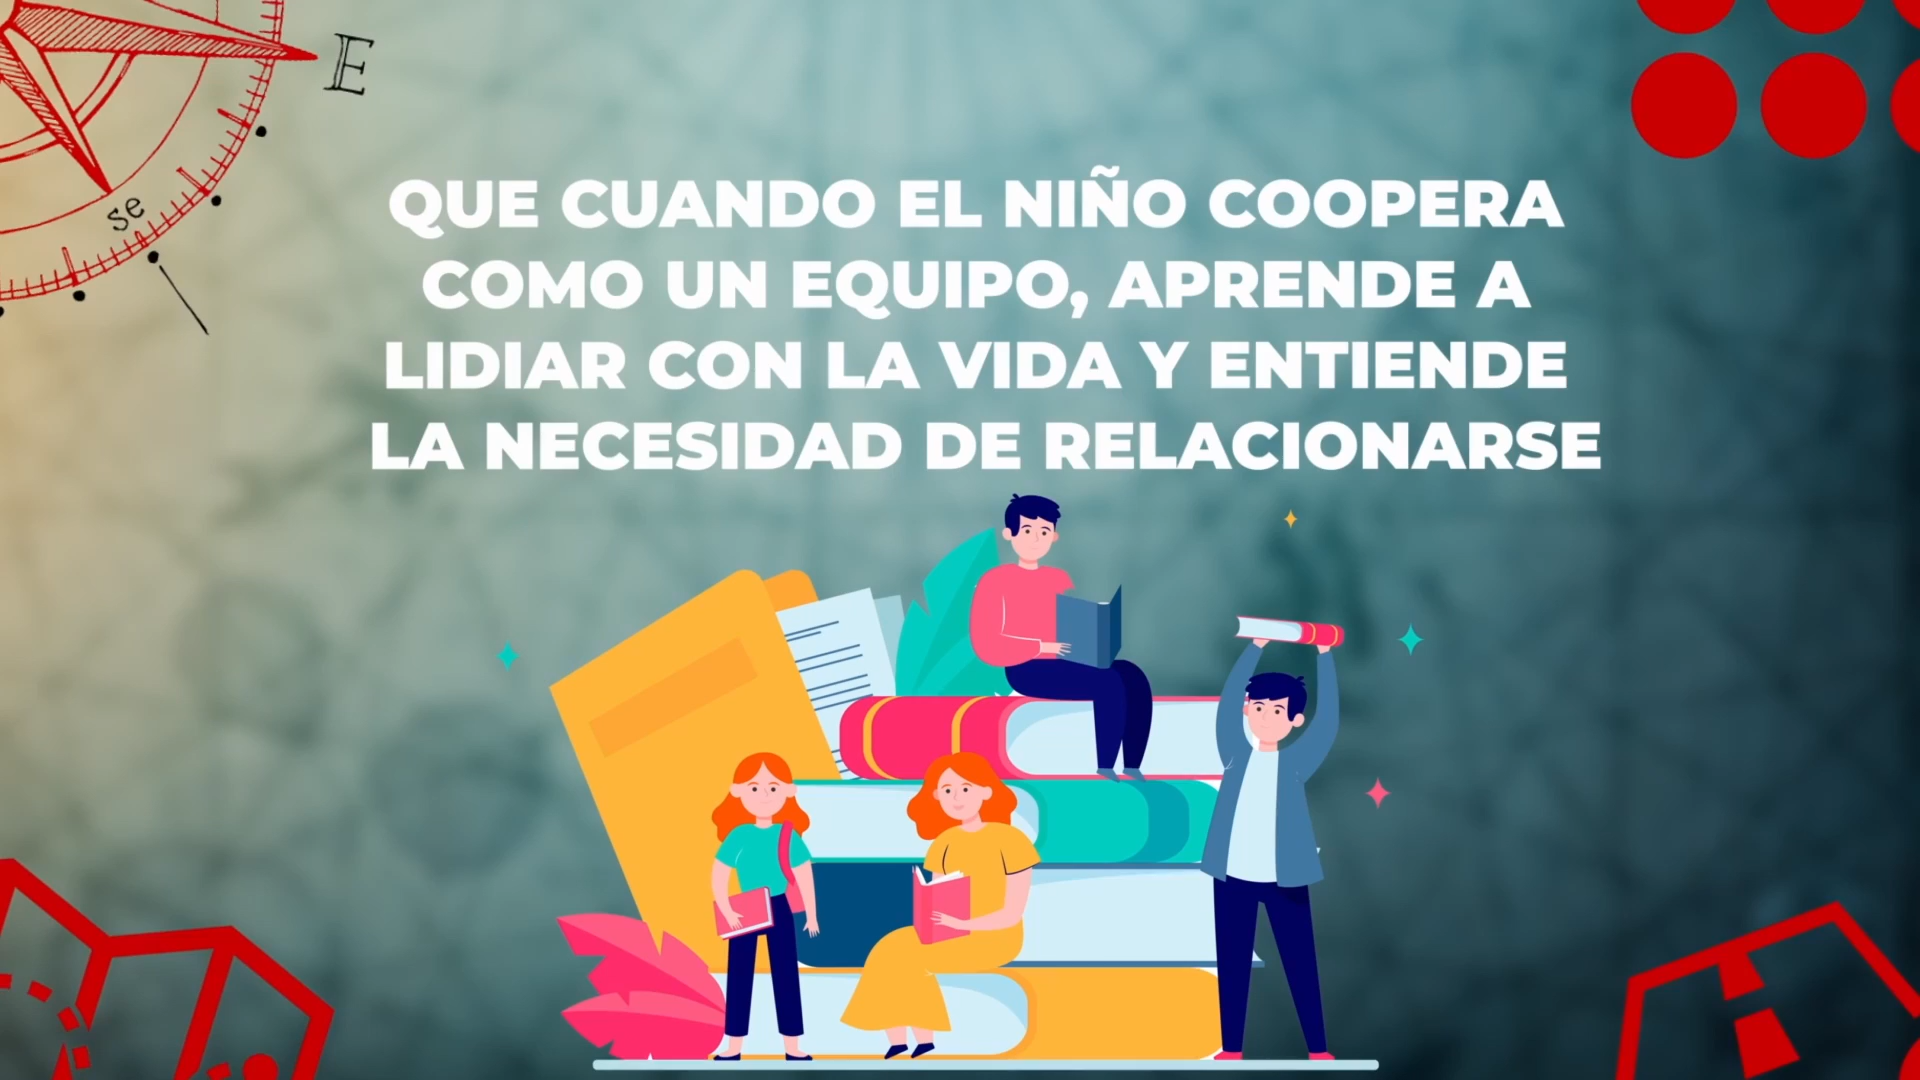 E
se
QUE CUANDO EL NIÑO COOPERA
COMO UN EQUIPO, APRENDE A
LIDIAR CON LA VIDA Y ENTIENDE
LA NECESIDAD DE RELACIONARSE